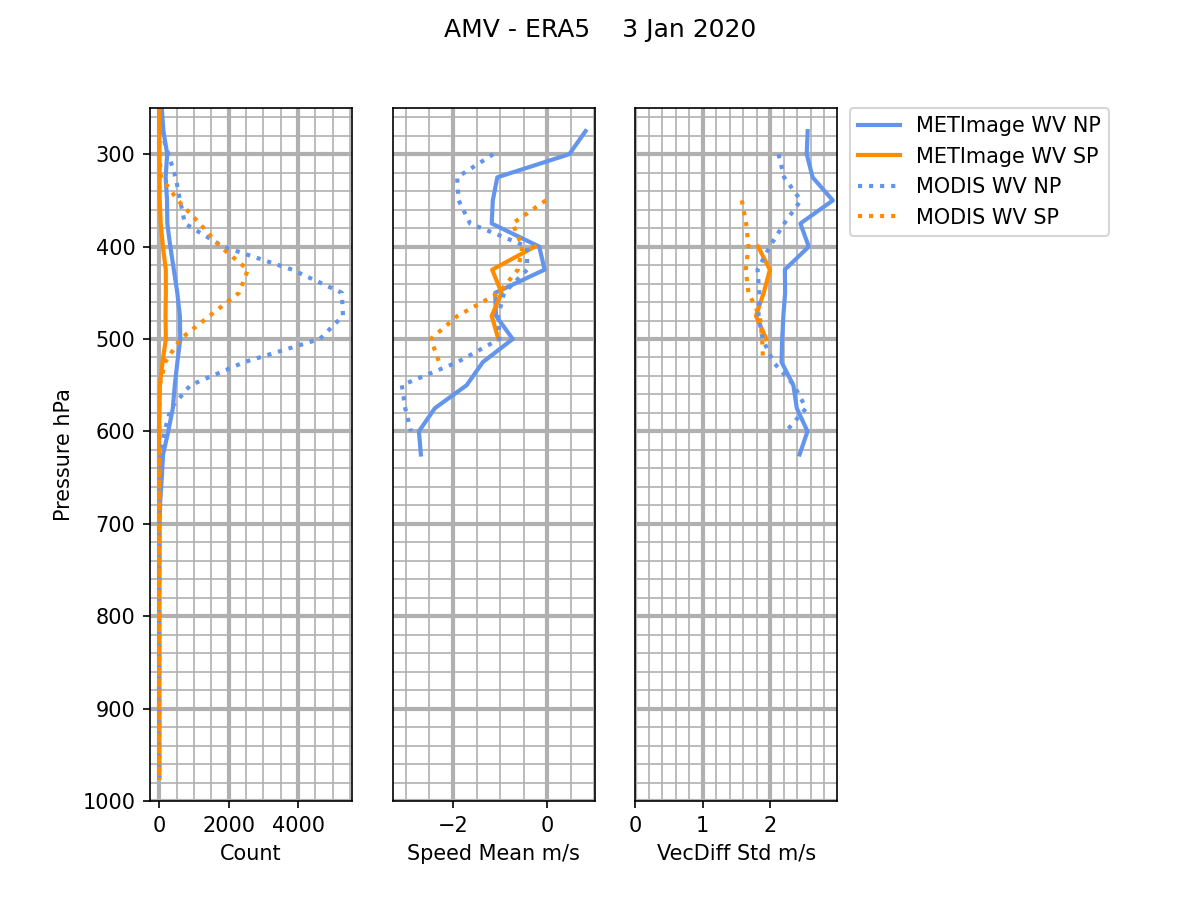 AMV - ERA5    3 Jan 2020
METImage WV NP
METImage WV SP
MODIS WV NP
MODIS WV SP
300
400
500
600
700
800
900
1000
Pressure hPa
0 2000 4000
Count
−2 0
Speed Mean m/s
0 1 2
VecDiff Std m/s